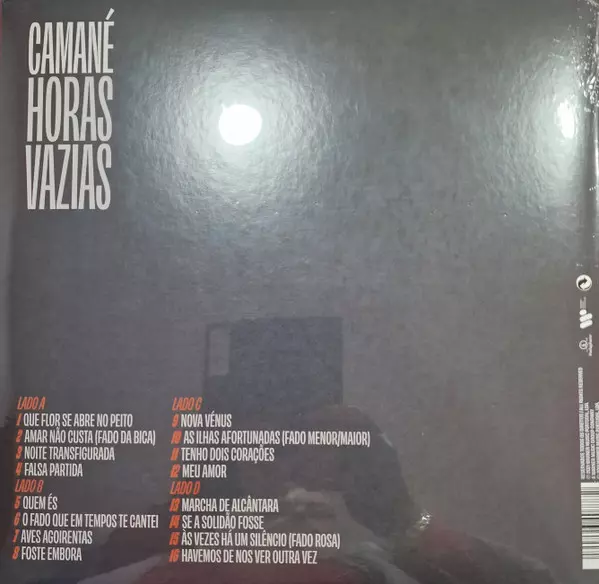 CAMANÉ
HORAS
VAZIAS
LADO A
1 QUE FLOR SE ABRE NO PEITO
2 AMAR NÃO CUSTA (FADO DA BICA)
3 NOITE TRANSFIGURADA
4 FALSA PARTIDA
LADO B
5 QUEM ÉS
6 O FADO QUE EM TEMPOS TE CANTEI
7 AVES AGOIRENTAS
8 FOSTE EMBORA
LADO C
9 NOVA VÉNUS
10 AS ILHAS AFORTUNADAS (FADO MENOR/MAIOR)
11 TENHO DOIS CORAÇÕES
12 MEU AMOR
LADO D
13 MARCHA DE ALCÂNTARA
14 SE A SOLIDÃO FOSSE
15 ÀS VEZES HÁ UM SILÊNCIO (FADO ROSA)
16 HAVEMOS DE NOS VER OUTRA VEZ